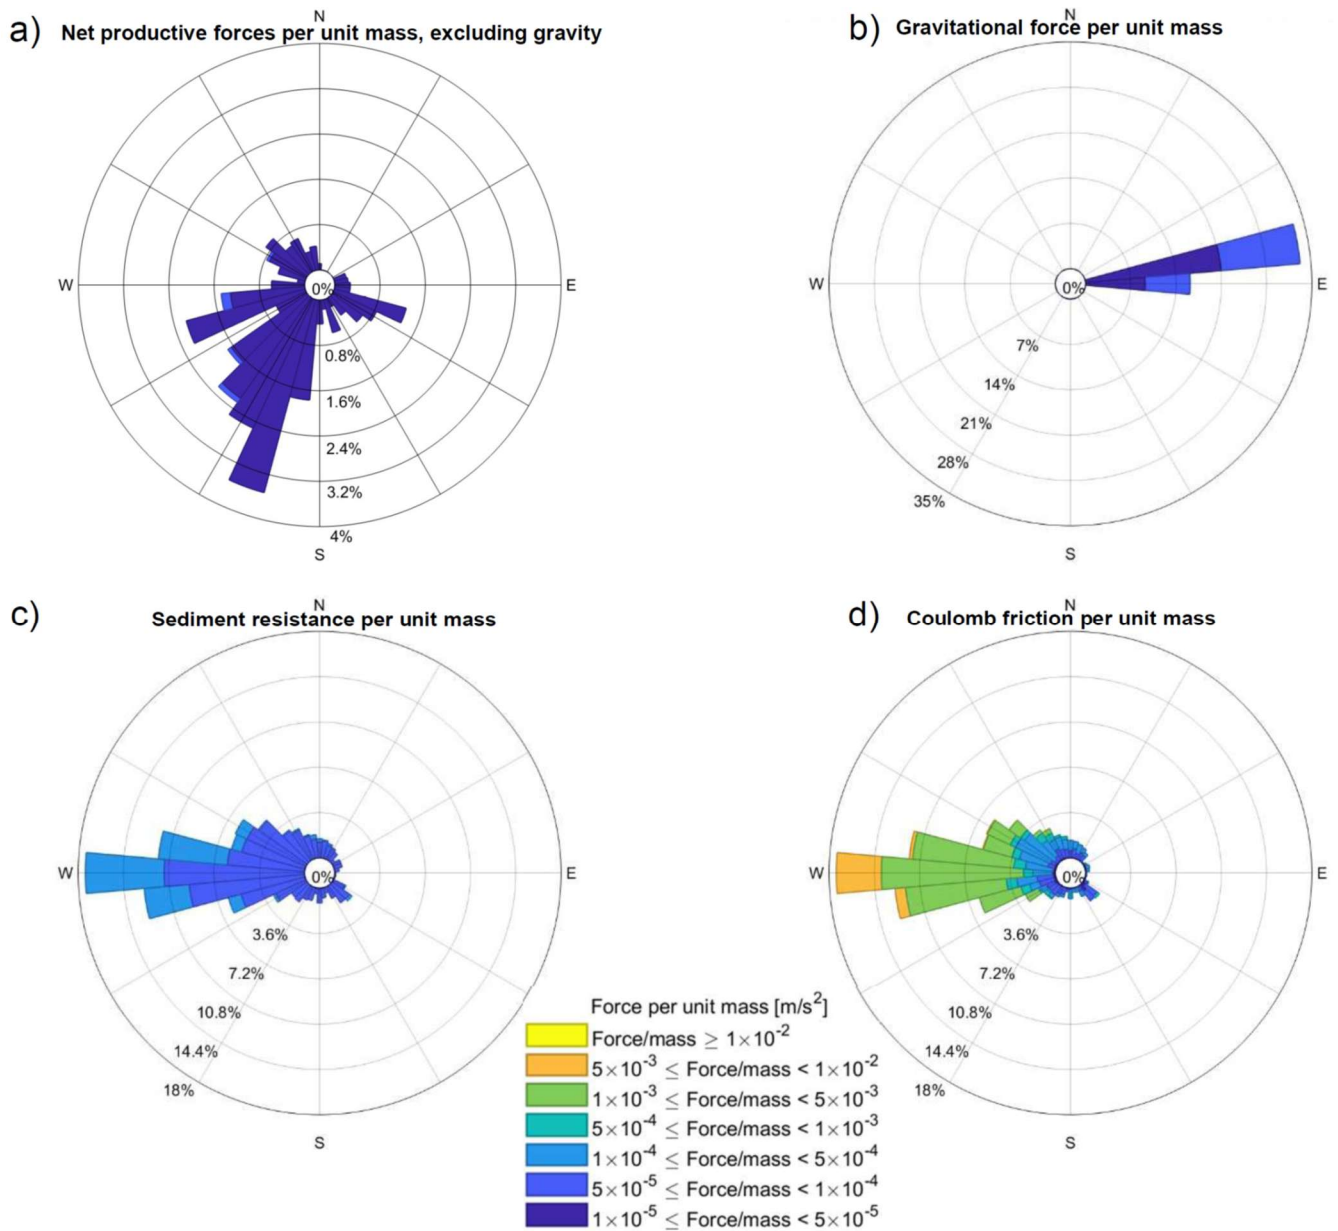 a) Net productive forces per unit mass, excluding gravity
N
W
E
0%
0.8%
1.6%
2.4%
3.2%
4%
S
b) Gravitational force per unit mass
N
W
E
0%
7%
14%
21%
28%
35%
S
c) Sediment resistance per unit mass
N
W
E
0%
3.6%
7.2%
10.8%
14.4%
18%
S
d) Coulomb friction per unit mass
N
W
E
0%
3.6%
7.2%
10.8%
14.4%
18%
S
Force per unit mass [m/s²]
Force/mass ≥ 1×10⁻²
5×10⁻³ ≤ Force/mass < 1×10⁻²
1×10⁻³ ≤ Force/mass < 5×10⁻³
5×10⁻⁴ ≤ Force/mass < 1×10⁻³
1×10⁻⁴ ≤ Force/mass < 5×10⁻⁴
5×10⁻⁵ ≤ Force/mass < 1×10⁻⁴
1×10⁻⁵ ≤ Force/mass < 5×10⁻⁵